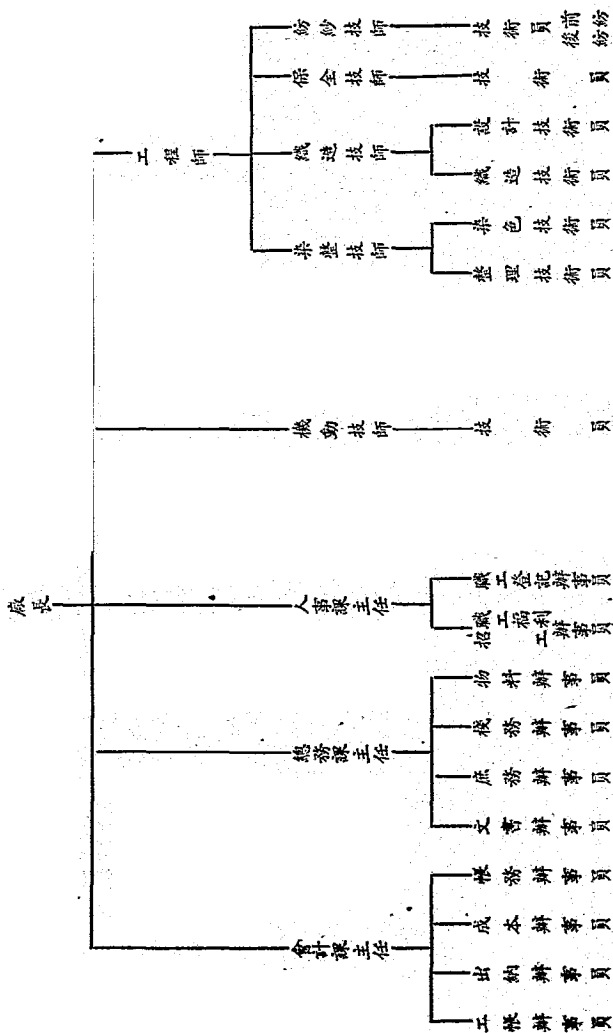 廠長
工程師
紡紗技師
技術員前紡後紡
保全技師
技術員
織造技師
設計技術員
織造技術員
染整技師
染色技術員
整理技術員
機動技師
技術員
人事課主任
職工登記辦事員
職工福利辦事員
招工
總務課主任
物料辦事員
棧務辦事員
庶務辦事員
文書辦事員
會計課主任
帳務辦事員
成本辦事員
出納辦事員
工帳辦事員